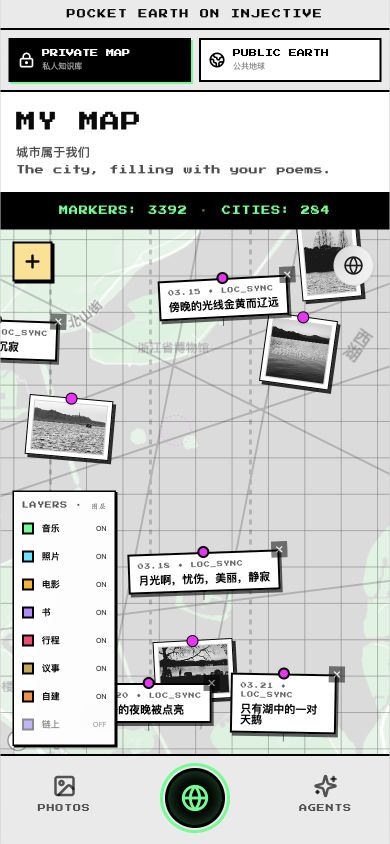 POCKET EARTH ON INJECTIVE
PRIVATE MAP
私人知识库
PUBLIC EARTH
公共地球
MY MAP
城市属于我们
The city, filling with your poems.
MARKERS: 3392 · CITIES: 284
+
03.15 • LOC_SYNC
傍晚的光线金黄而辽远
OC_SYNC
沉寂
北山街
浙江省博物馆
西湖
LAYERS · 图层
音乐 ON
照片 ON
电影 ON
书 ON
行程 ON
议事 ON
自建 ON
链上 OFF
03.18 • LOC_SYNC
月光啊，忧伤，美丽，静寂
20 • LOC_SYNC
的夜晚被点亮
03.21 •
LOC_SYNC
只有湖中的一对
天鹅
PHOTOS
AGENTS